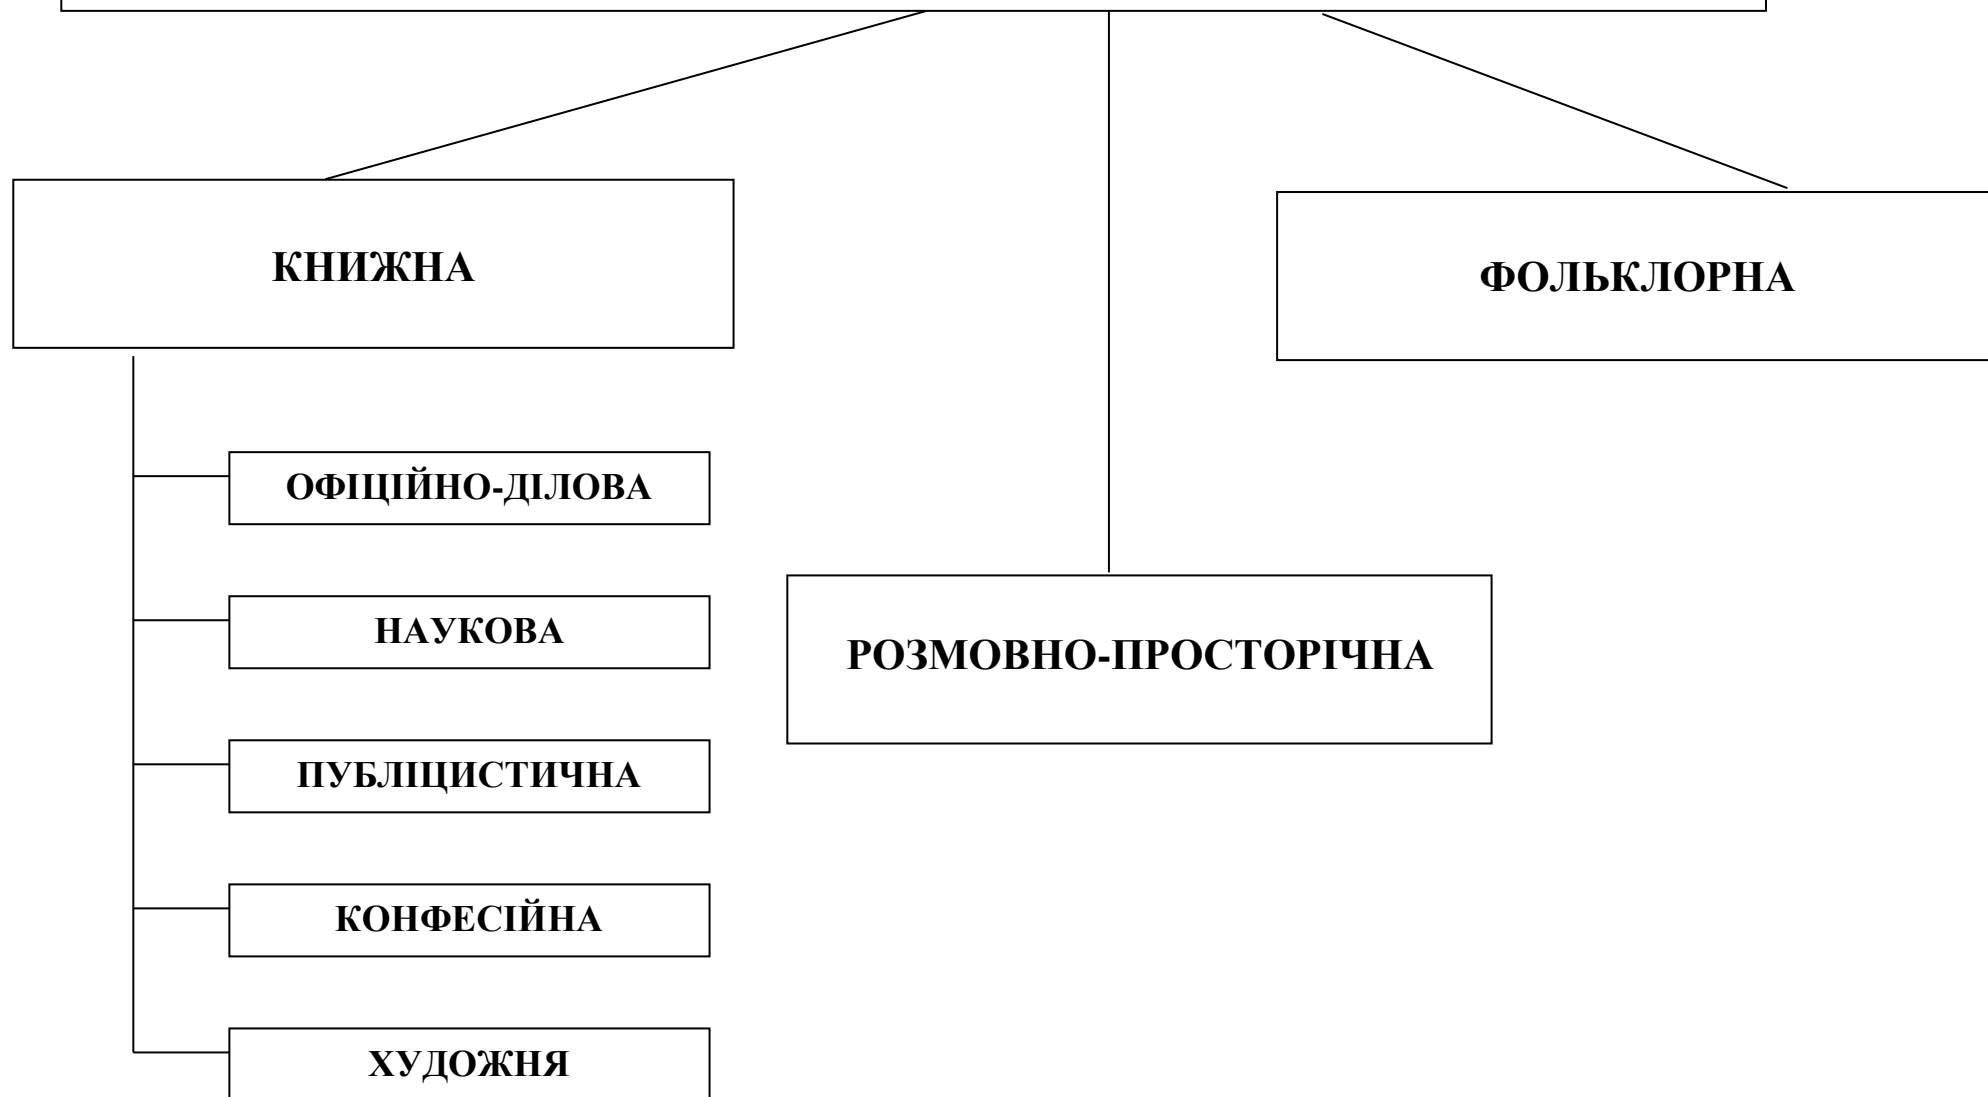 КНИЖНА
ФОЛЬКЛОРНА
ОФІЦІЙНО-ДІЛОВА
НАУКОВА
РОЗМОВНО-ПРОСТОРІЧНА
ПУБЛІЦИСТИЧНА
КОНФЕСІЙНА
ХУДОЖНЯ